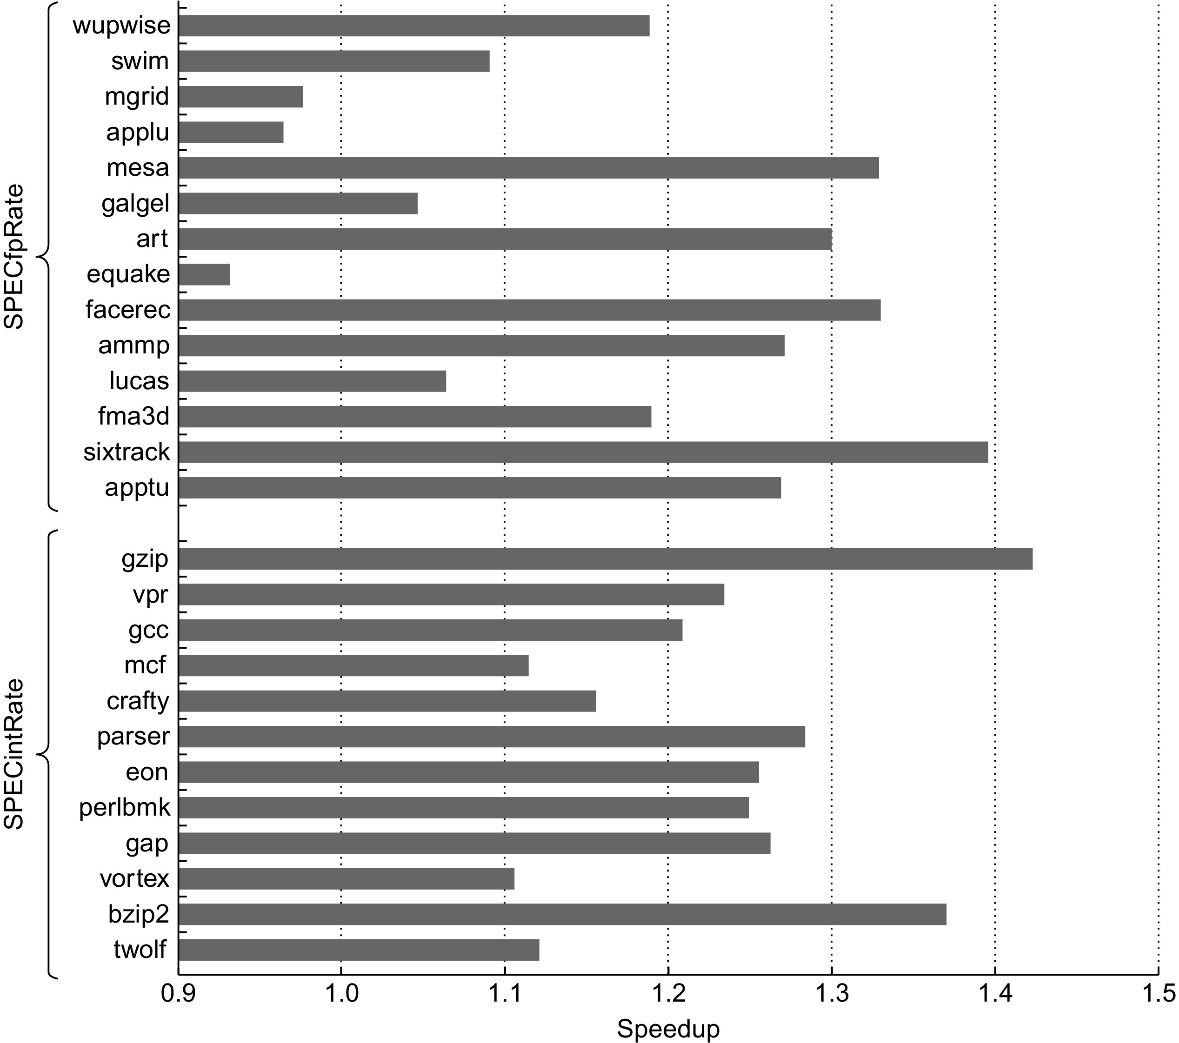 SPECfpRate
wupwise
swim
mgrid
applu
mesa
galgel
art
equake
facerec
ammp
lucas
fma3d
sixtrack
apptu
SPECintRate
gzip
vpr
gcc
mcf
crafty
parser
eon
perlbmk
gap
vortex
bzip2
twolf
0.9 1.0 1.1 1.2 1.3 1.4 1.5
Speedup